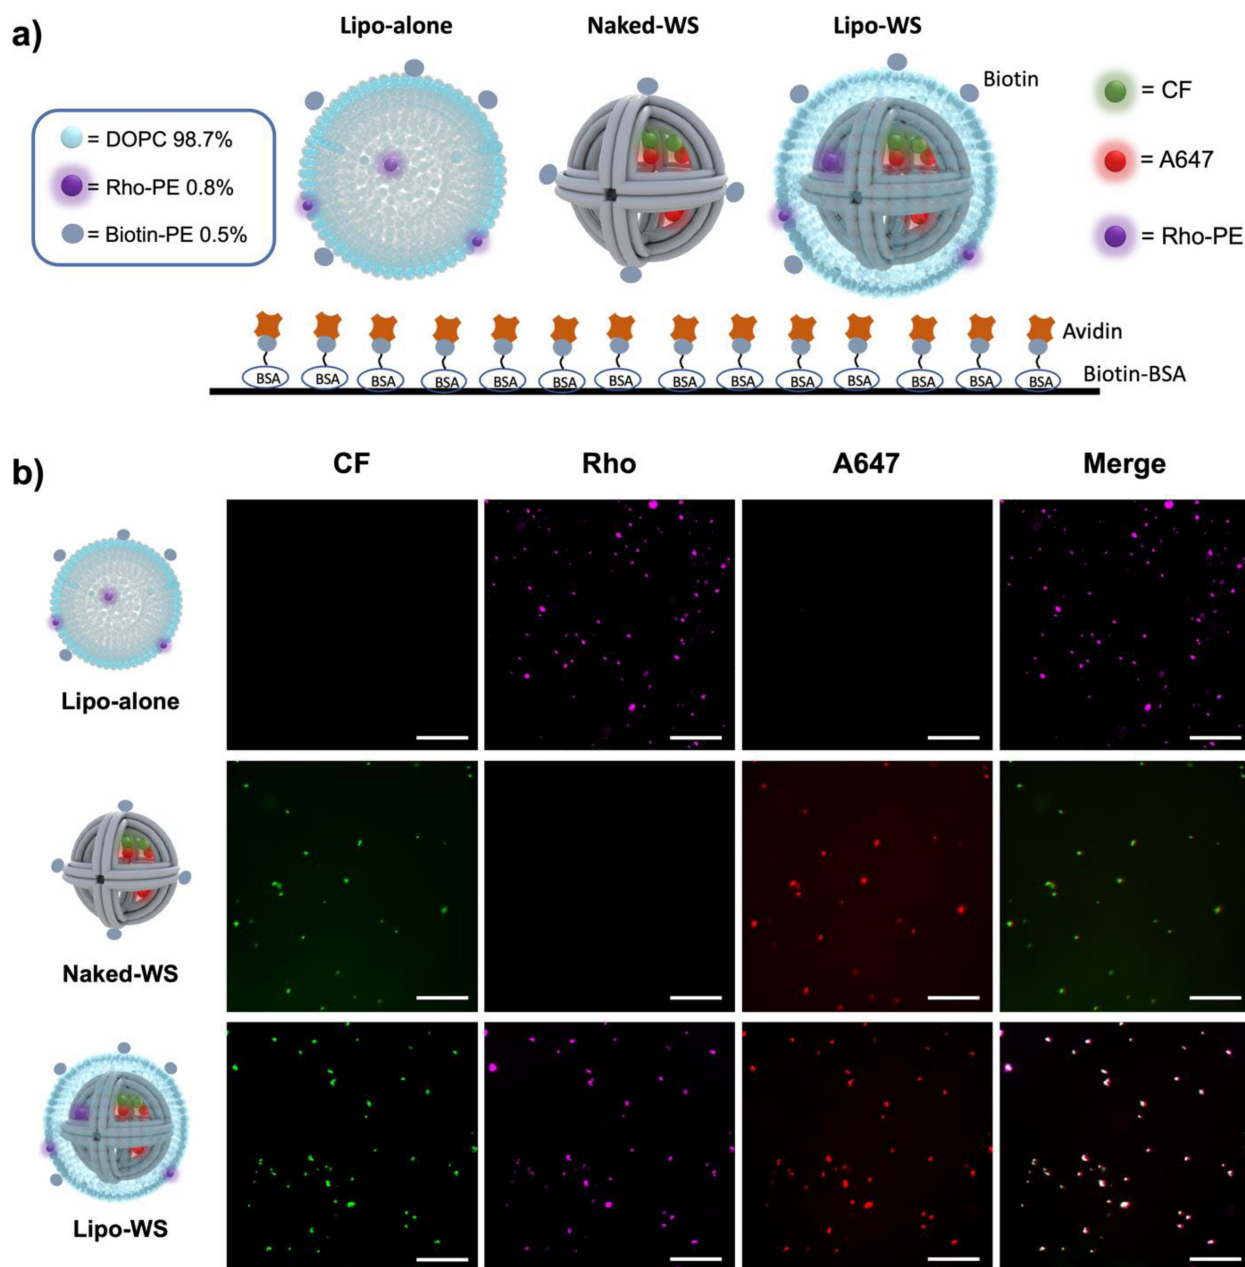 a)
Lipo-alone
Naked-WS
Lipo-WS
Biotin
= CF
= DOPC 98.7%
= Rho-PE 0.8%
= Biotin-PE 0.5%
= A647
= Rho-PE
Avidin
BSA BSA BSA BSA BSA BSA BSA BSA BSA BSA BSA BSA BSA BSA
Biotin-BSA
b)
CF
Rho
A647
Merge
Lipo-alone
Naked-WS
Lipo-WS